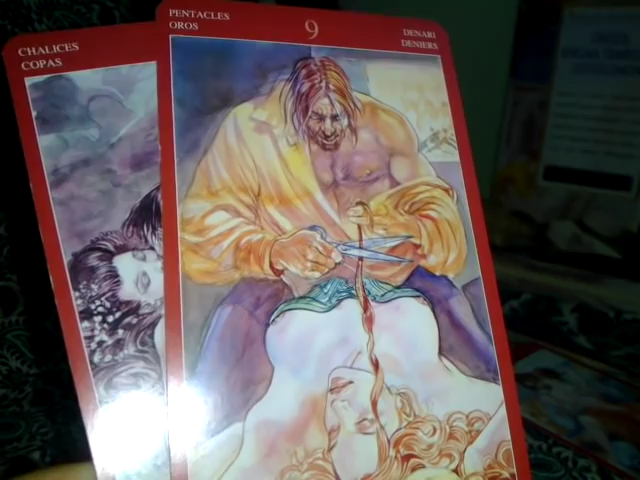 CHALICES
COPAS
PENTACLES
OROS
9
DENARI
DENIERS